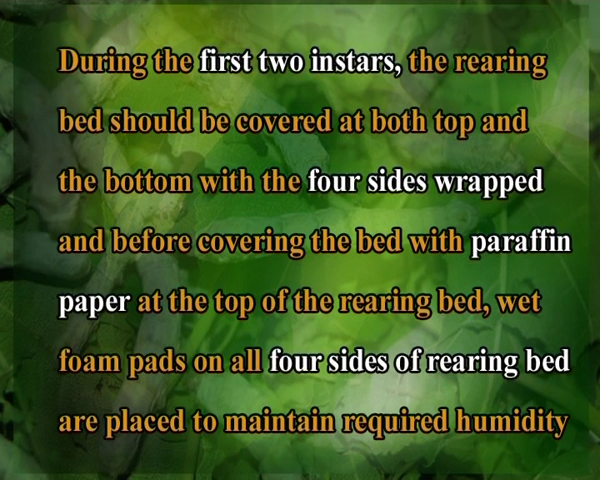 During the first two instars, the rearing
bed should be covered at both top and
the bottom with the four sides wrapped
and before covering the bed with paraffin
paper at the top of the rearing bed, wet
foam pads on all four sides of rearing bed
are placed to maintain required humidity